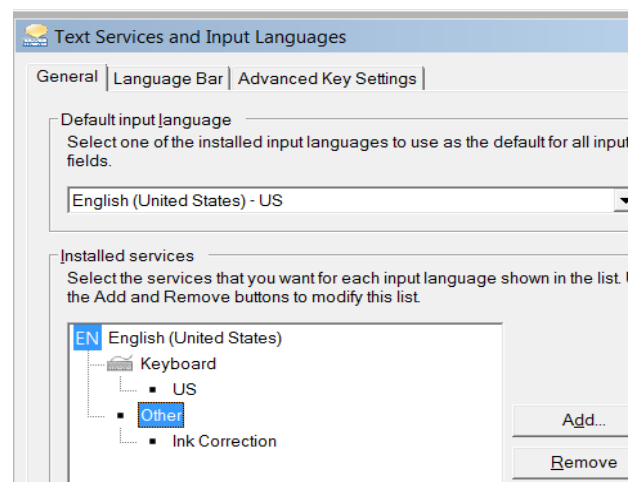 Text Services and Input Languages
General Language Bar Advanced Key Settings
Default input language
Select one of the installed input languages to use as the default for all input
fields.
English (United States) - US
Installed services
Select the services that you want for each input language shown in the list.
the Add and Remove buttons to modify this list.
EN English (United States)
Keyboard
US
Other
Ink Correction
Add...
Remove